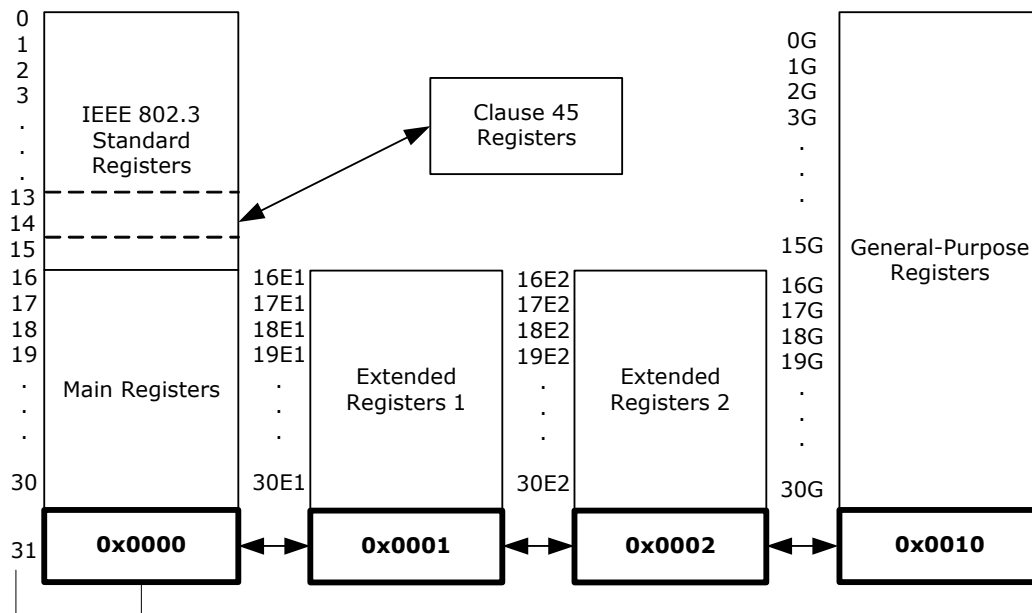 0
1
2
3
.
.
.
13
14
15
16
17
18
19
.
.
.
30
31
IEEE 802.3
Standard
Registers
Main Registers
0x0000
Clause 45
Registers
16E1
17E1
18E1
19E1
.
.
.
30E1
Extended
Registers 1
0x0001
16E2
17E2
18E2
19E2
.
.
.
30E2
Extended
Registers 2
0x0002
0G
1G
2G
3G
.
.
.
15G
16G
17G
18G
19G
.
.
.
30G
General-Purpose
Registers
0x0010